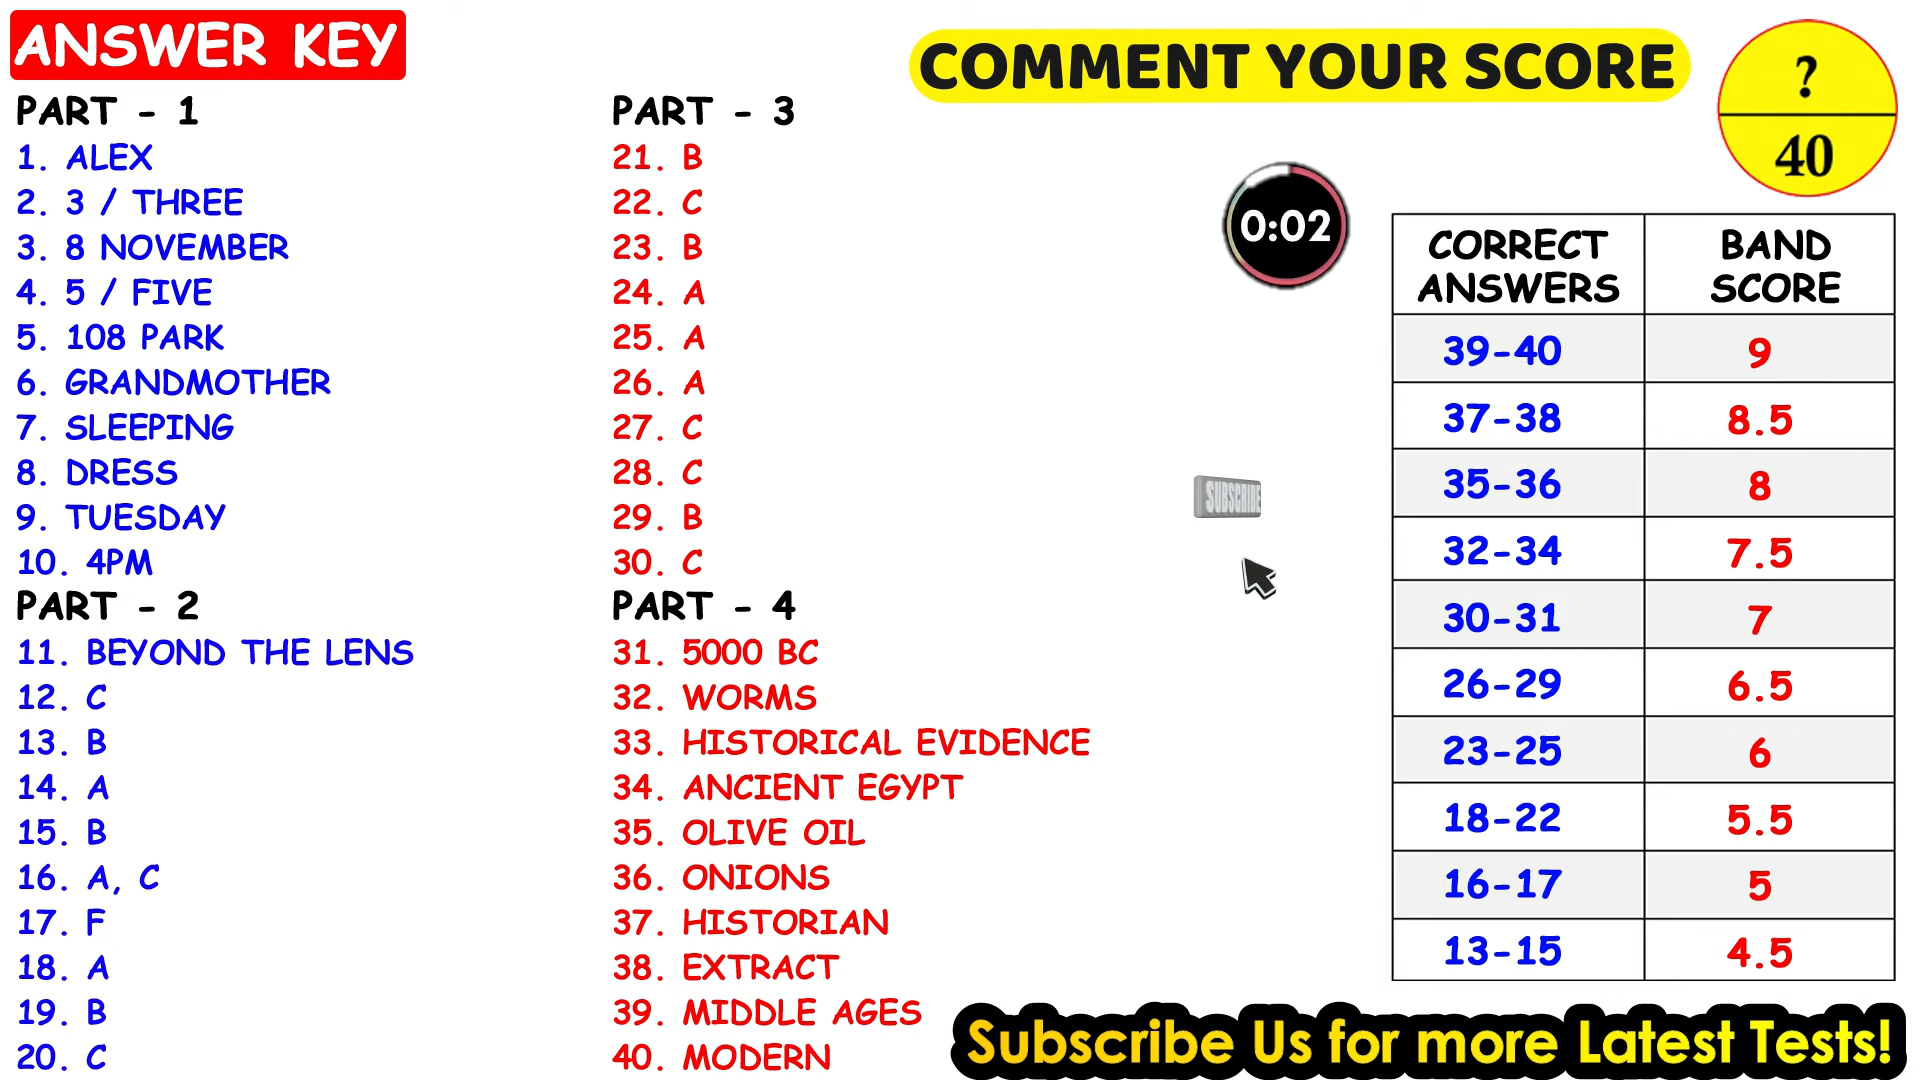 ANSWER KEY
PART - 1
1. ALEX
2. 3 / THREE
3. 8 NOVEMBER
4. 5 / FIVE
5. 108 PARK
6. GRANDMOTHER
7. SLEEPING
8. DRESS
9. TUESDAY
10. 4PM
PART - 2
11. BEYOND THE LENS
12. C
13. B
14. A
15. B
16. A, C
17. F
18. A
19. B
20. C
PART - 3
21. B
22. C
23. B
24. A
25. A
26. A
27. C
28. C
29. B
30. C
PART - 4
31. 5000 BC
32. WORMS
33. HISTORICAL EVIDENCE
34. ANCIENT EGYPT
35. OLIVE OIL
36. ONIONS
37. HISTORIAN
38. EXTRACT
39. MIDDLE AGES
40. MODERN
COMMENT YOUR SCORE
?
40
0:02
SUBSCRIBE
CORRECT ANSWERS BAND SCORE
39-40 9
37-38 8.5
35-36 8
32-34 7.5
30-31 7
26-29 6.5
23-25 6
18-22 5.5
16-17 5
13-15 4.5
Subscribe Us for more Latest Tests!